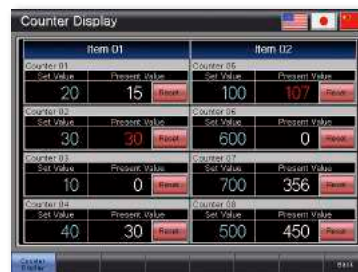 Counter Display
Item 01
Item 02
Counter 01
Set Value Present Value
20 15 Reset
Counter 05
Set Value Present Value
100 107 Reset
Counter 02
Set Value Present Value
30 30 Reset
Counter 06
Set Value Present Value
600 0 Reset
Counter 03
Set Value Present Value
10 0 Reset
Counter 07
Set Value Present Value
700 356 Reset
Counter 04
Set Value Present Value
40 30 Reset
Counter 08
Set Value Present Value
500 450 Reset
Counter
Display
Back